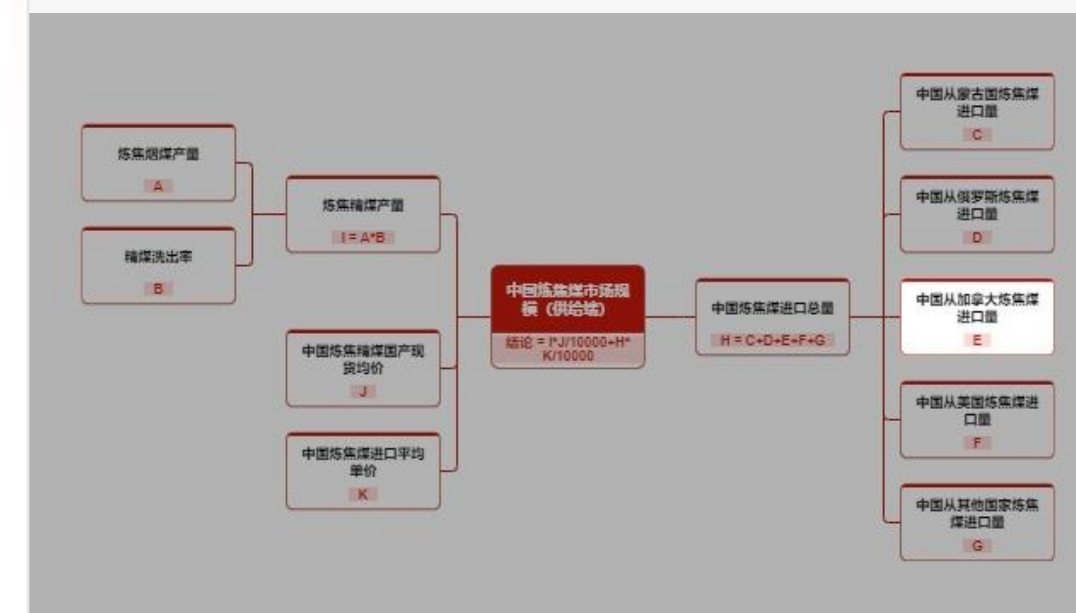 炼焦烟煤产量
A
精煤洗出率
B
炼焦精煤产量
I = A*B
中国炼焦精煤国产现
货均价
J
中国炼焦煤进口平均
单价
K
中国炼焦煤市场规
模（供给端）
结论 = I*J/10000+H*
K/10000
中国炼焦煤进口总量
H = C+D+E+F+G
中国从蒙古国炼焦煤
进口量
C
中国从俄罗斯炼焦煤
进口量
D
中国从加拿大炼焦煤
进口量
E
中国从美国炼焦煤进
口量
F
中国从其他国家炼焦
煤进口量
G